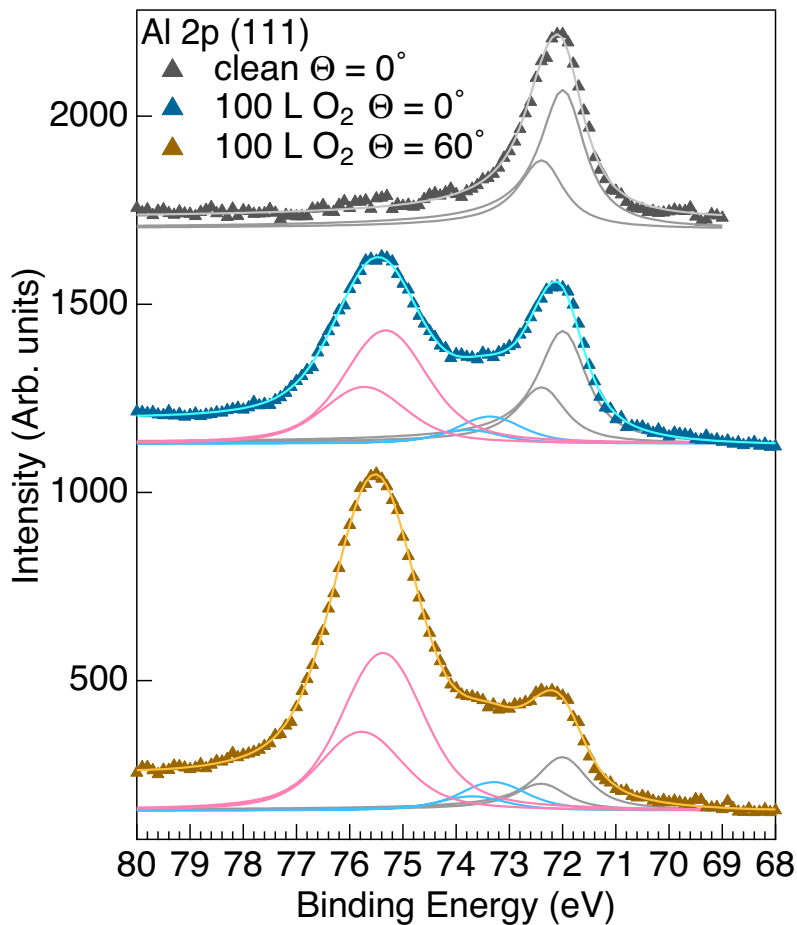 Al 2p (111)
clean Θ = 0°
100 L O₂ Θ = 0°
100 L O₂ Θ = 60°
Intensity (Arb. units)
2000
1500
1000
500
80 79 78 77 76 75 74 73 72 71 70 69 68
Binding Energy (eV)